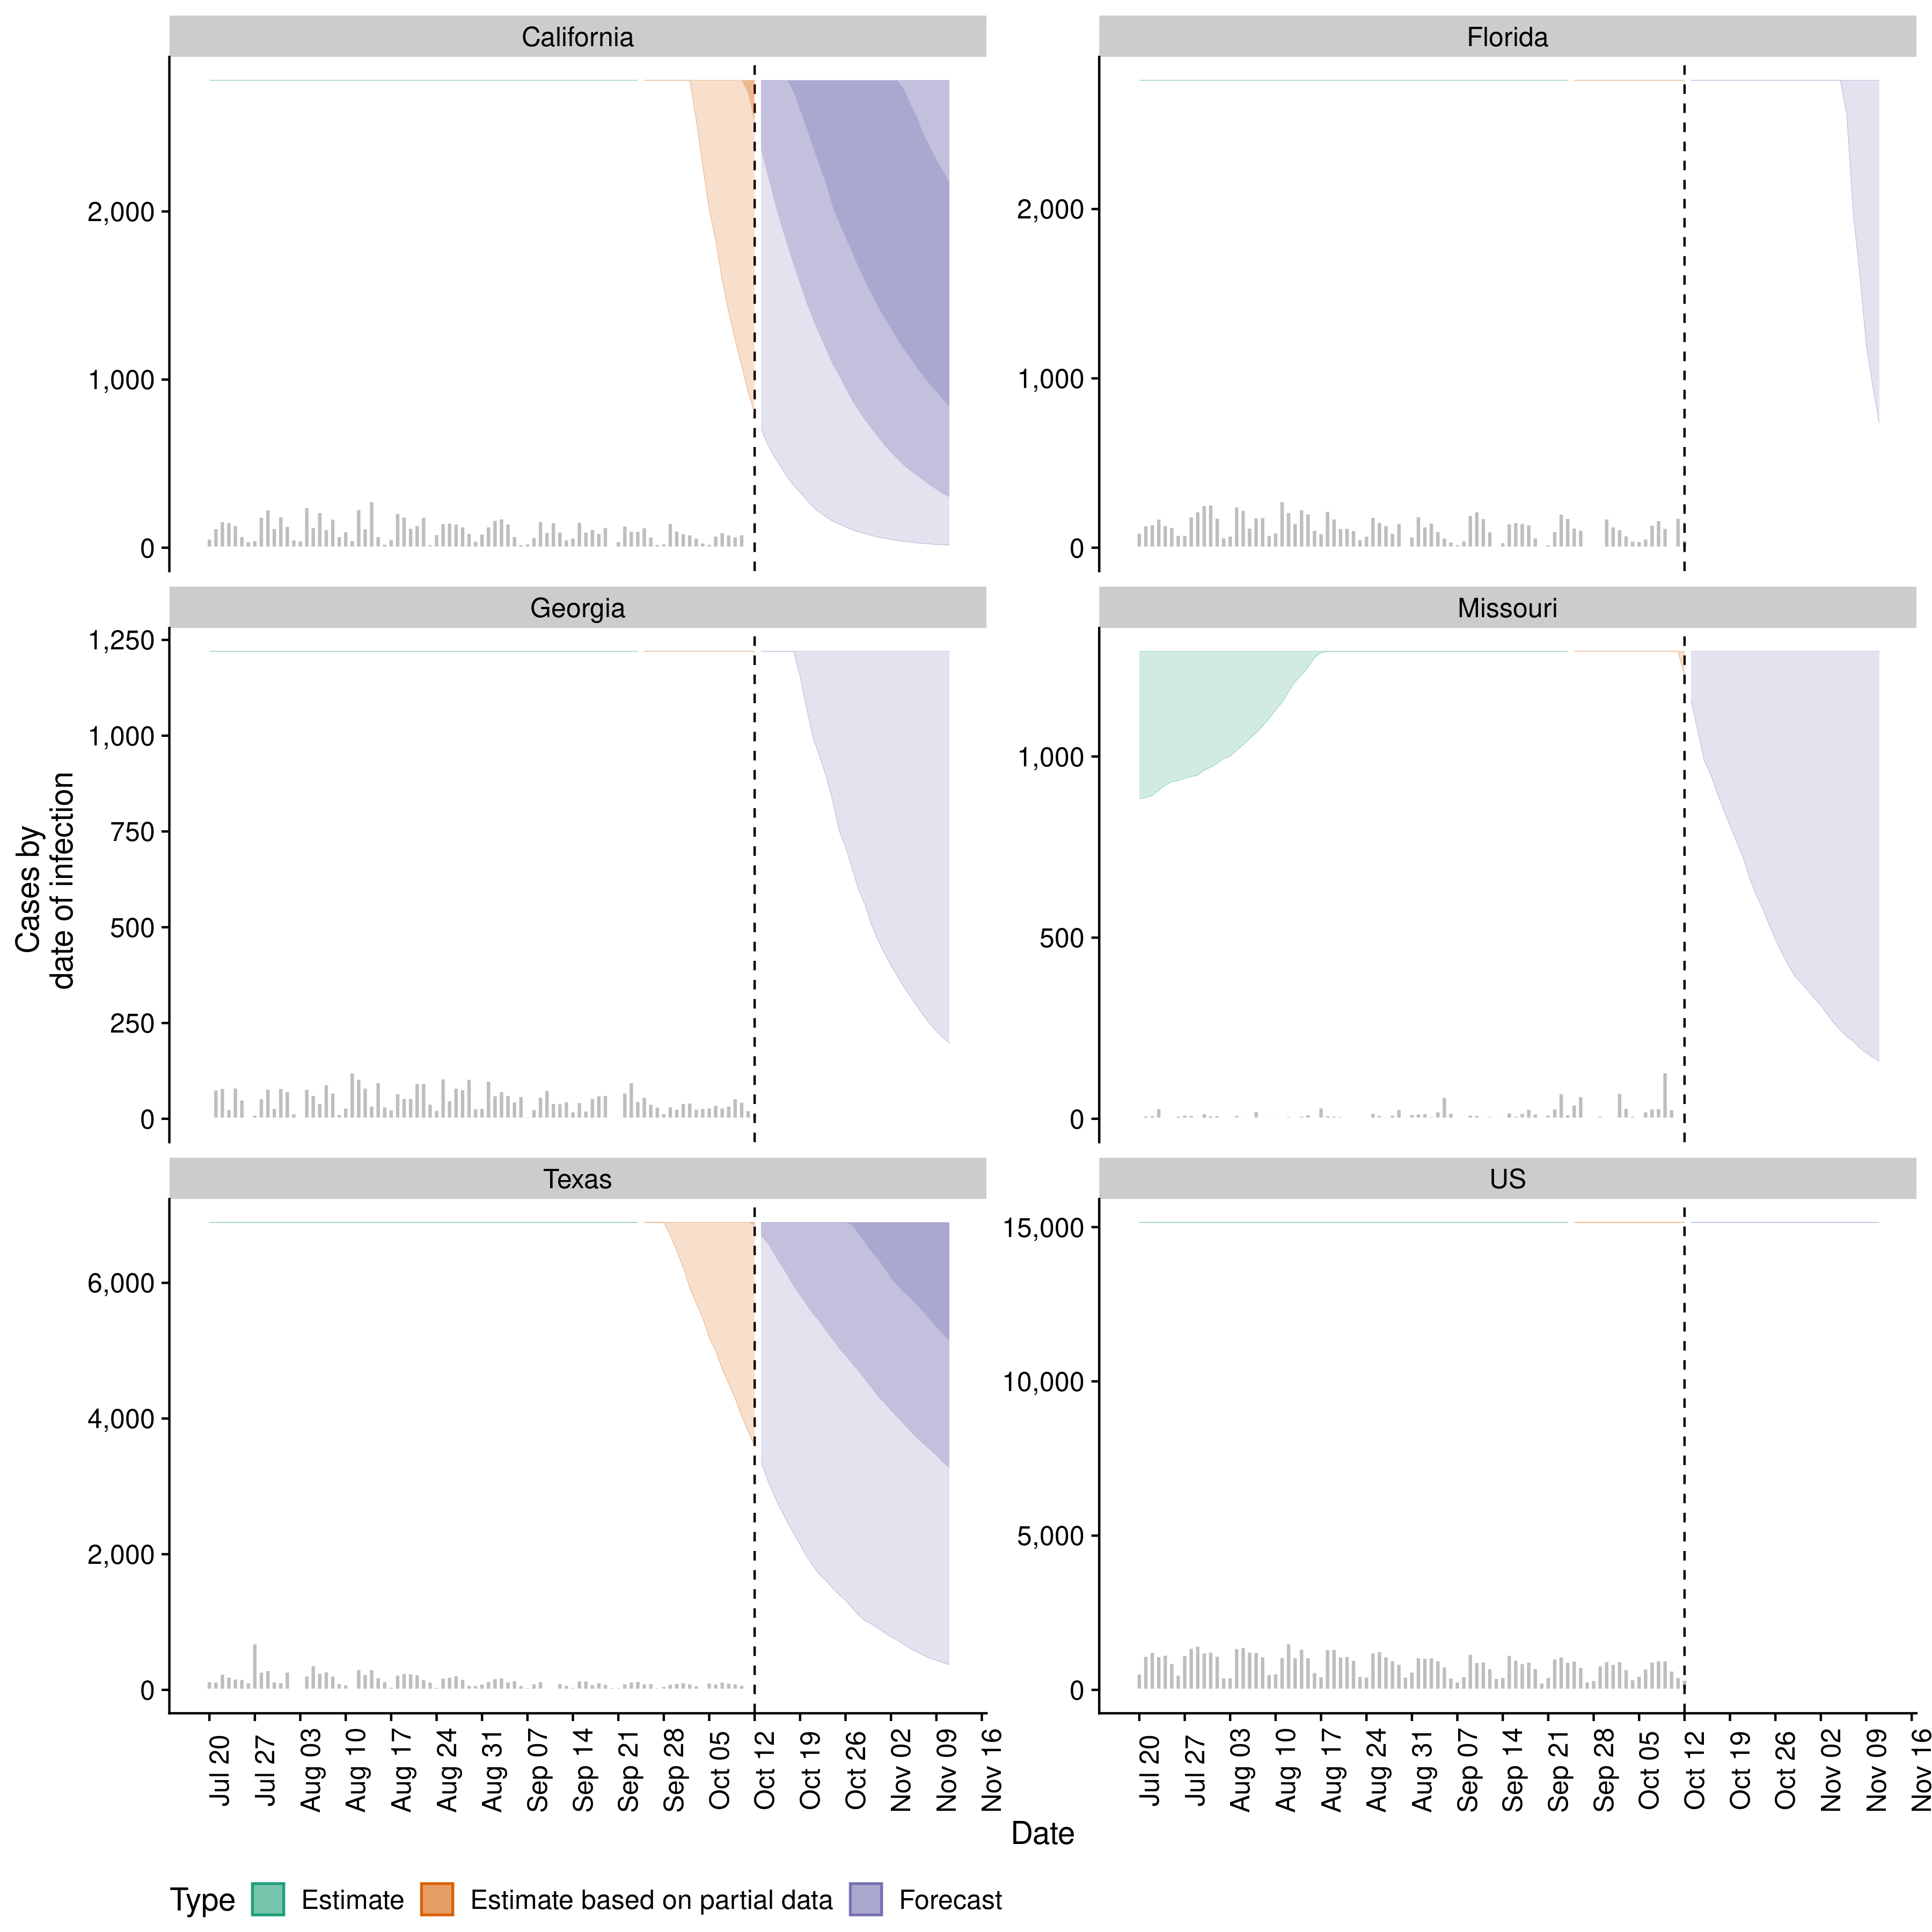 California
Florida
2,000
1,000
0
2,000
1,000
0
Georgia
Missouri
1,250
1,000
750
500
250
0
1,000
500
0
Cases by
date of infection
Texas
US
6,000
4,000
2,000
0
15,000
10,000
5,000
0
Jul 20
Jul 27
Aug 03
Aug 10
Aug 17
Aug 24
Aug 31
Sep 07
Sep 14
Sep 21
Sep 28
Oct 05
Oct 12
Oct 19
Oct 26
Nov 02
Nov 09
Nov 16
Jul 20
Jul 27
Aug 03
Aug 10
Aug 17
Aug 24
Aug 31
Sep 07
Sep 14
Sep 21
Sep 28
Oct 05
Oct 12
Oct 19
Oct 26
Nov 02
Nov 09
Nov 16
Date
Type Estimate Estimate based on partial data Forecast